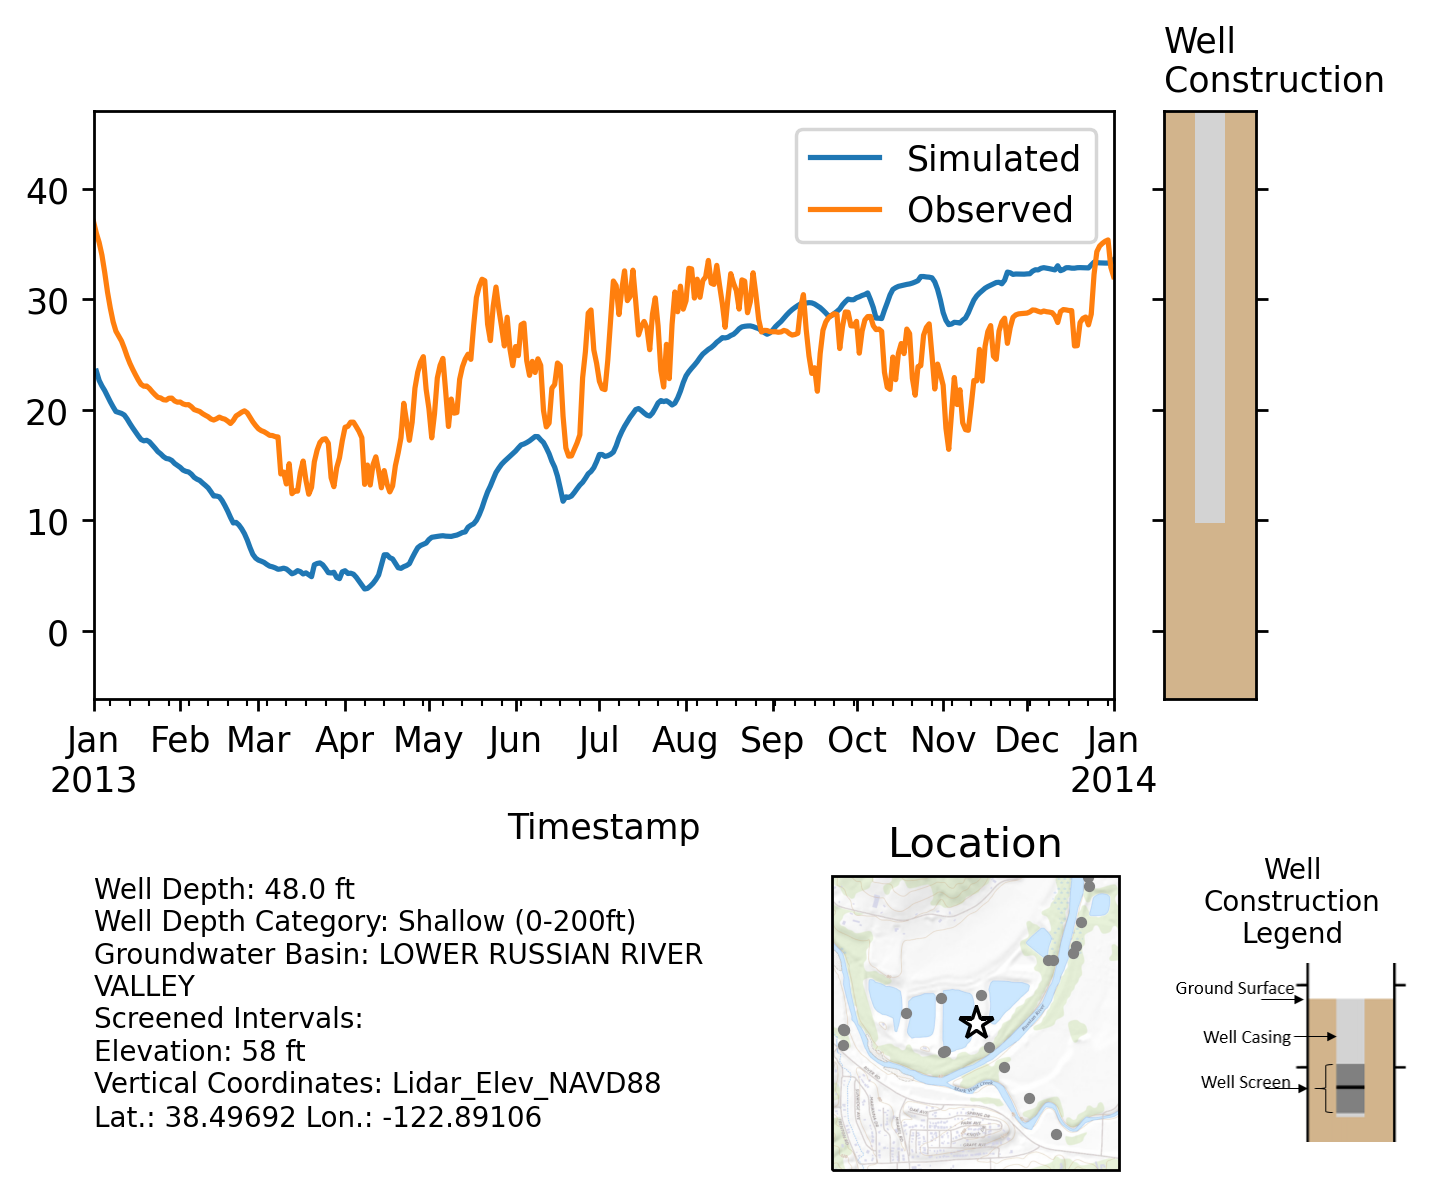 Well
Construction
Simulated
Observed
40
30
20
10
0
Jan
2013
Feb
Mar
Apr
May
Jun
Jul
Aug
Sep
Oct
Nov
Dec
Jan
2014
Timestamp
Well Depth: 48.0 ft
Well Depth Category: Shallow (0-200ft)
Groundwater Basin: LOWER RUSSIAN RIVER
VALLEY
Screened Intervals:
Elevation: 58 ft
Vertical Coordinates: Lidar_Elev_NAVD88
Lat.: 38.49692 Lon.: -122.89106
Location
Well
Construction
Legend
Ground Surface
Well Casing
Well Screen